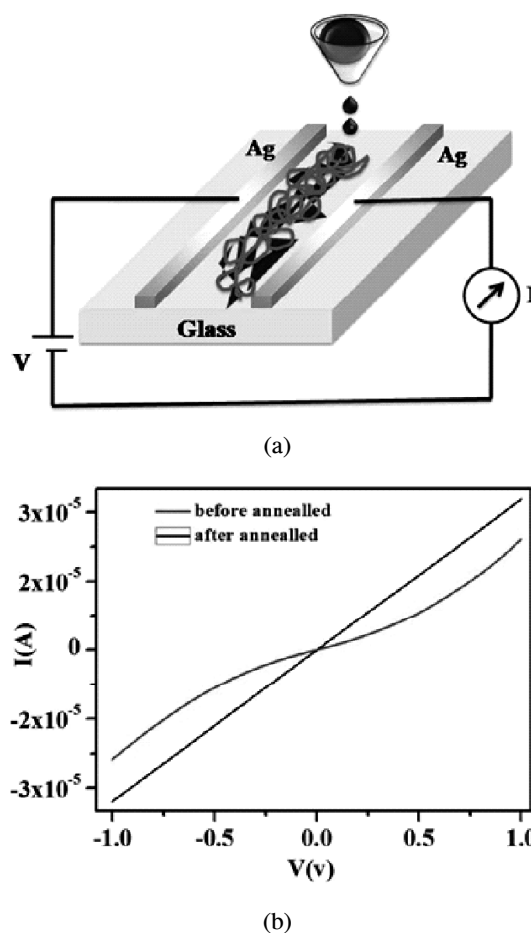 Ag
Ag
Glass
V
I
(a)
before annealled
after annealled
3x10⁻⁵
2x10⁻⁵
0
-2x10⁻⁵
-3x10⁻⁵
I(A)
-1.0
-0.5
0.0
0.5
1.0
V(v)
(b)